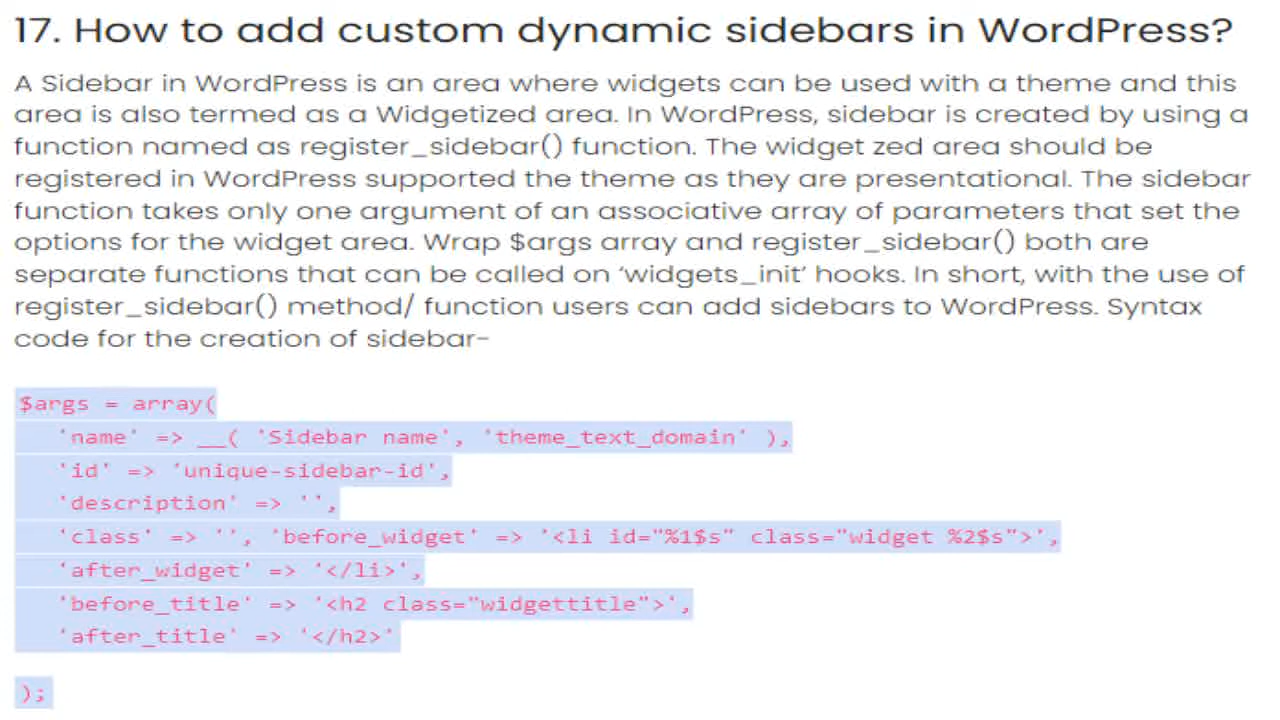 17. How to add custom dynamic sidebars in WordPress?
A Sidebar in WordPress is an area where widgets can be used with a theme and this
area is also termed as a Widgetized area. In WordPress, sidebar is created by using a
function named as register_sidebar() function. The widget zed area should be
registered in WordPress supported the theme as they are presentational. The sidebar
function takes only one argument of an associative array of parameters that set the
options for the widget area. Wrap $args array and register_sidebar() both are
separate functions that can be called on ‘widgets_init’ hooks. In short, with the use of
register_sidebar() method/ function users can add sidebars to WordPress. Syntax
code for the creation of sidebar-
$args = array(
'name' => __( 'Sidebar name', 'theme_text_domain' ),
'id' => 'unique-sidebar-id',
'description' => '',
'class' => '', 'before_widget' => '<li id="%1$s" class="widget %2$s">',
'after_widget' => '</li>',
'before_title' => '<h2 class="widgettitle">',
'after_title' => '</h2>'
);